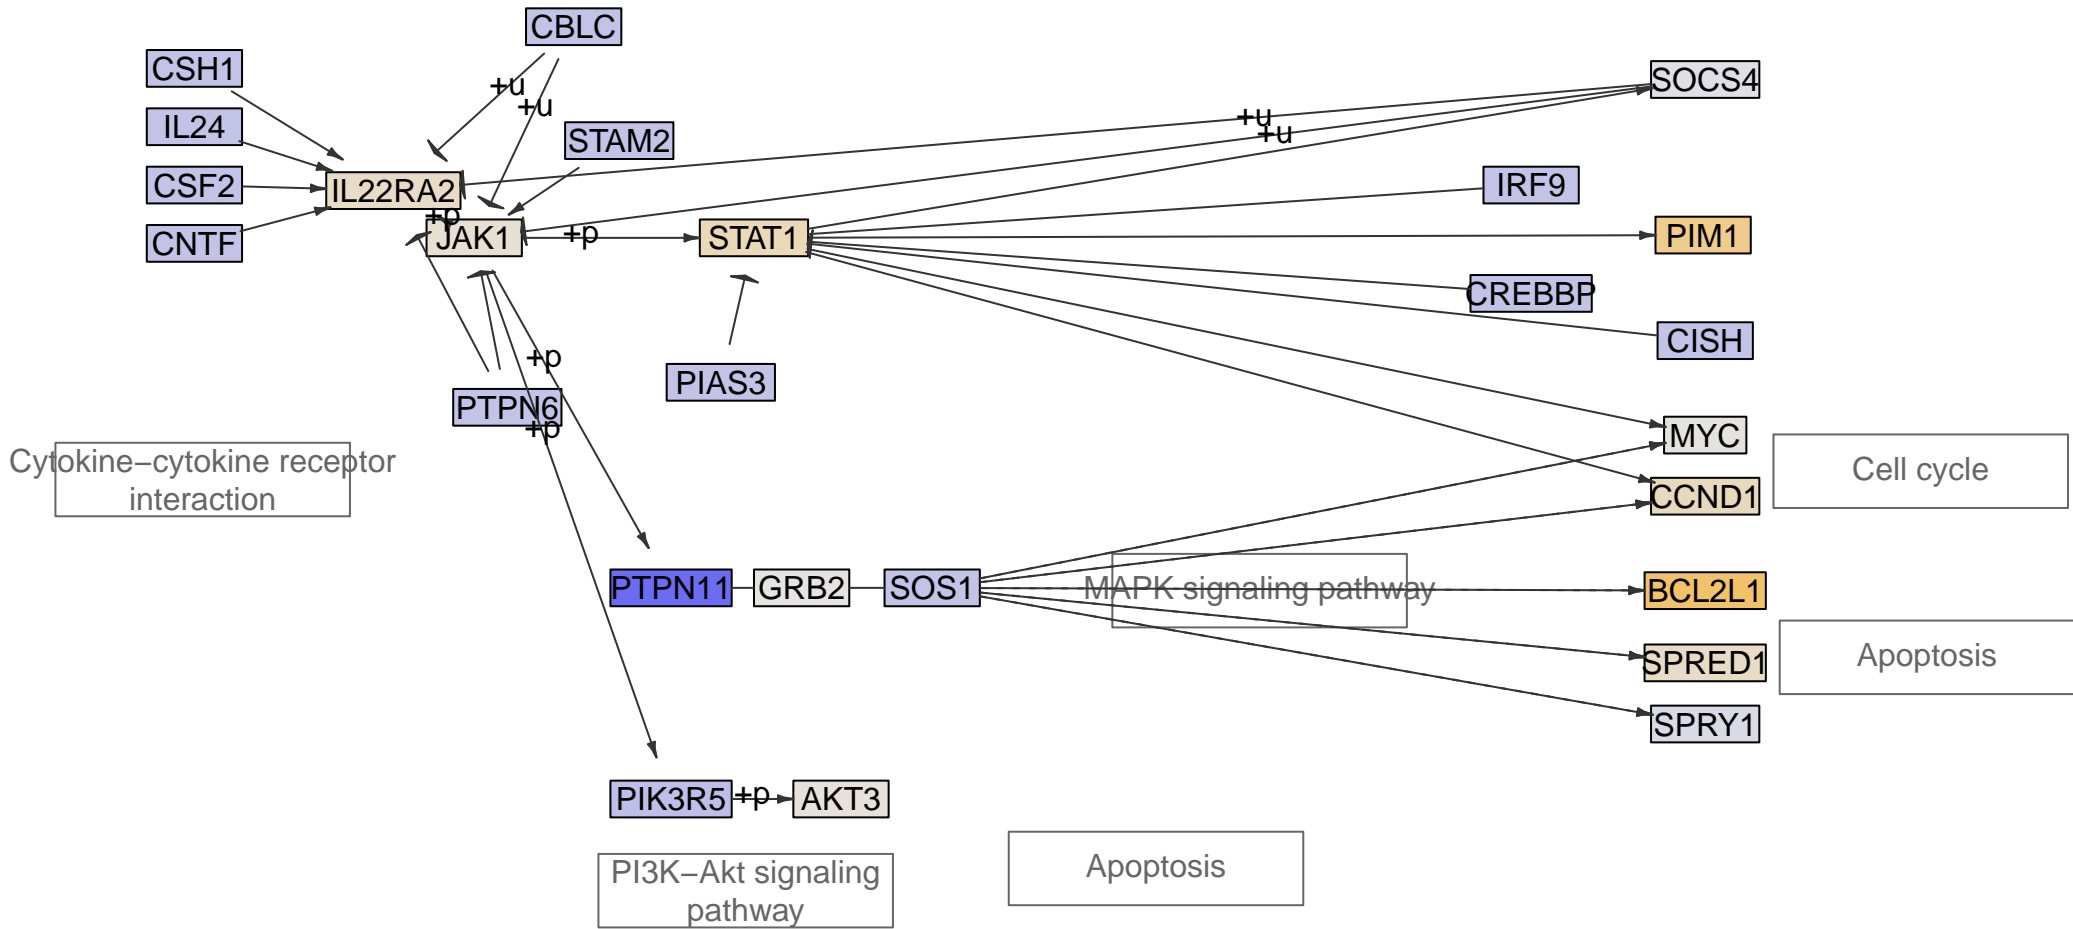 CBLC
CSH1
SOCS4
+u
+u
+u
IL24
+u
STAM2
CSF2
IL22RA2
IRF9
+p
CNTF
JAK1
+p
STAT1
PIM1
CREBBP
CISH
+p
PIAS3
PTPN6
+p
MYC
Cytokine–cytokine receptor
interaction
Cell cycle
CCND1
PTPN11
GRB2
SOS1
MAPK signaling pathway
BCL2L1
SPRED1
Apoptosis
SPRY1
PIK3R5
+p
AKT3
Apoptosis
PI3K–Akt signaling
pathway